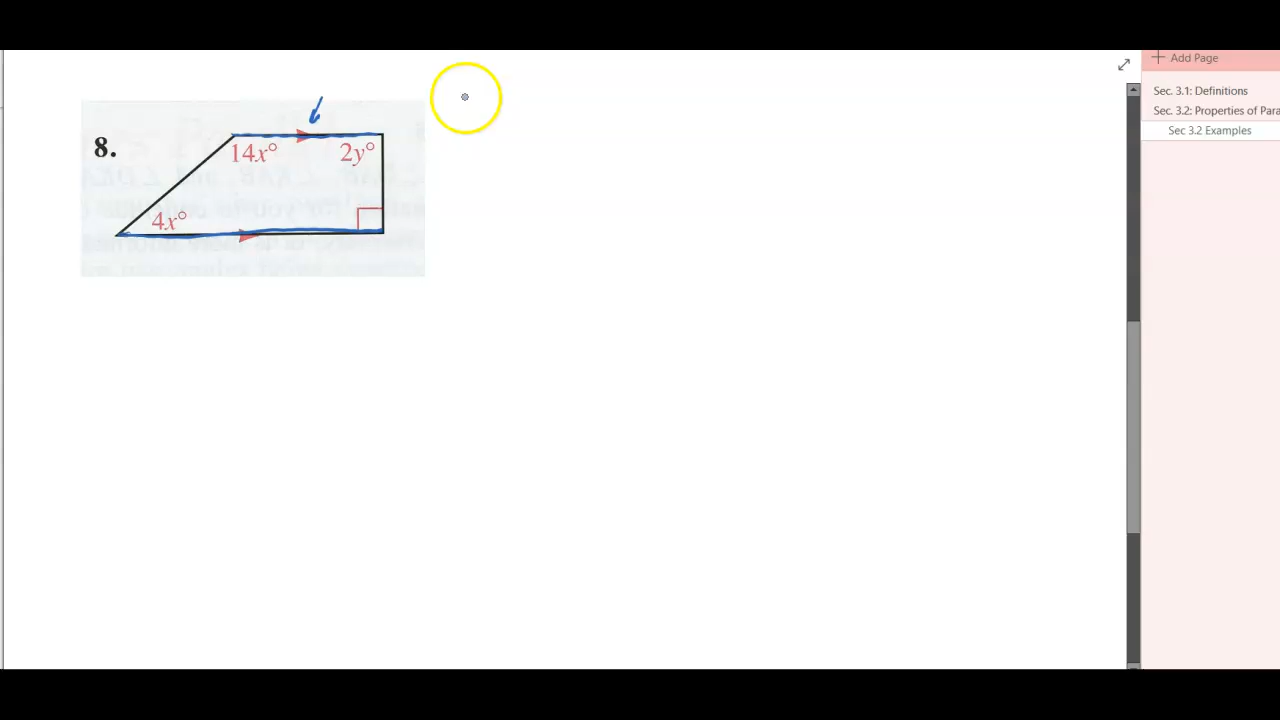 Add Page
Sec. 3.1: Definitions
Sec. 3.2: Properties of Para
Sec 3.2 Examples
8.
14x° 2y°
4x°